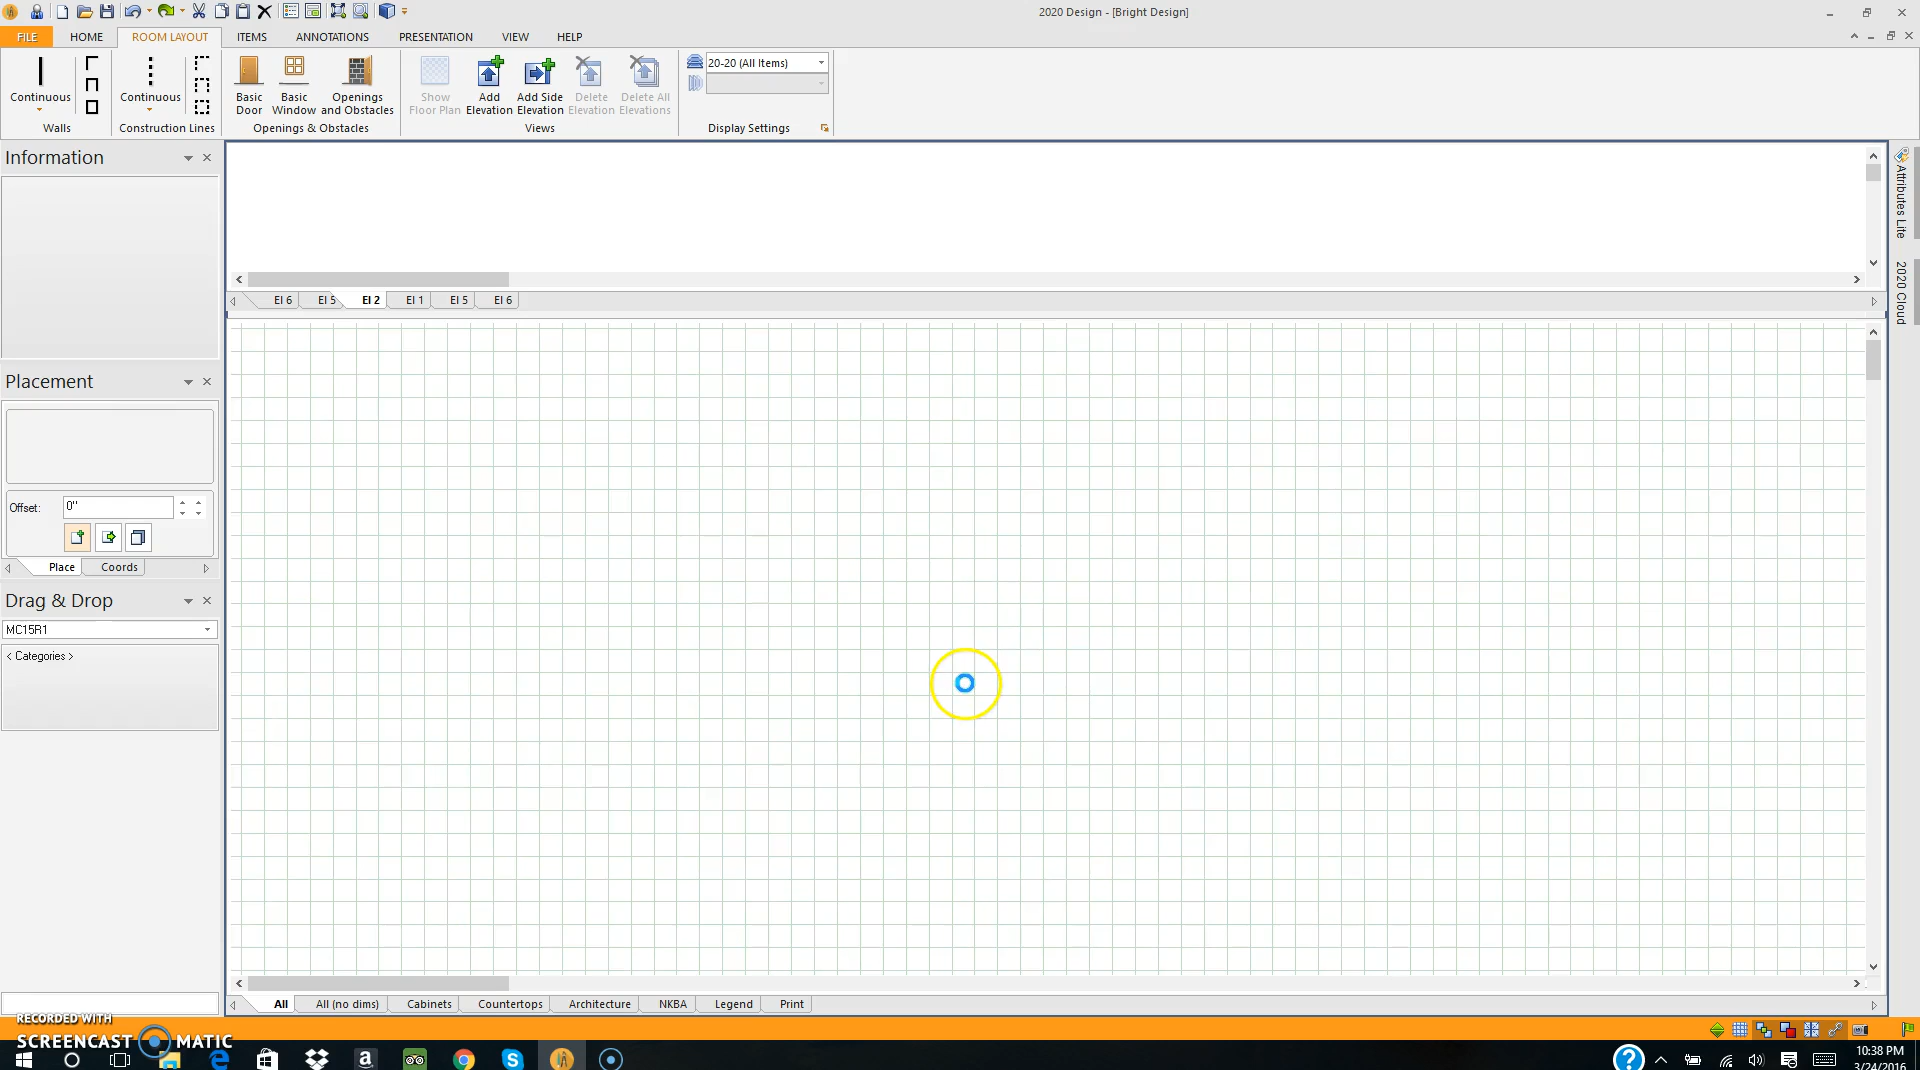 2020 Design - [Bright Design]
FILE HOME ROOM LAYOUT ITEMS ANNOTATIONS PRESENTATION VIEW HELP
Continuous
Walls
Continuous
Construction Lines
Basic Door
Basic Window
Openings and Obstacles
Openings & Obstacles
Show Floor Plan
Add Elevation
Add Side Elevation
Delete Elevation
Delete All Elevations
Views
20-20 (All Items)
Display Settings
Information
El 6 El 5 El 2 El 1 El 5 El 6
Attributes Lite
2020 Cloud
Placement
Offset: 0"
Place Coords
Drag & Drop
MC15R1
< Categories >
All All (no dims) Cabinets Countertops Architecture NKBA Legend Print
RECORDED WITH
SCREENCAST MATIC
10:38 PM
3/24/2016